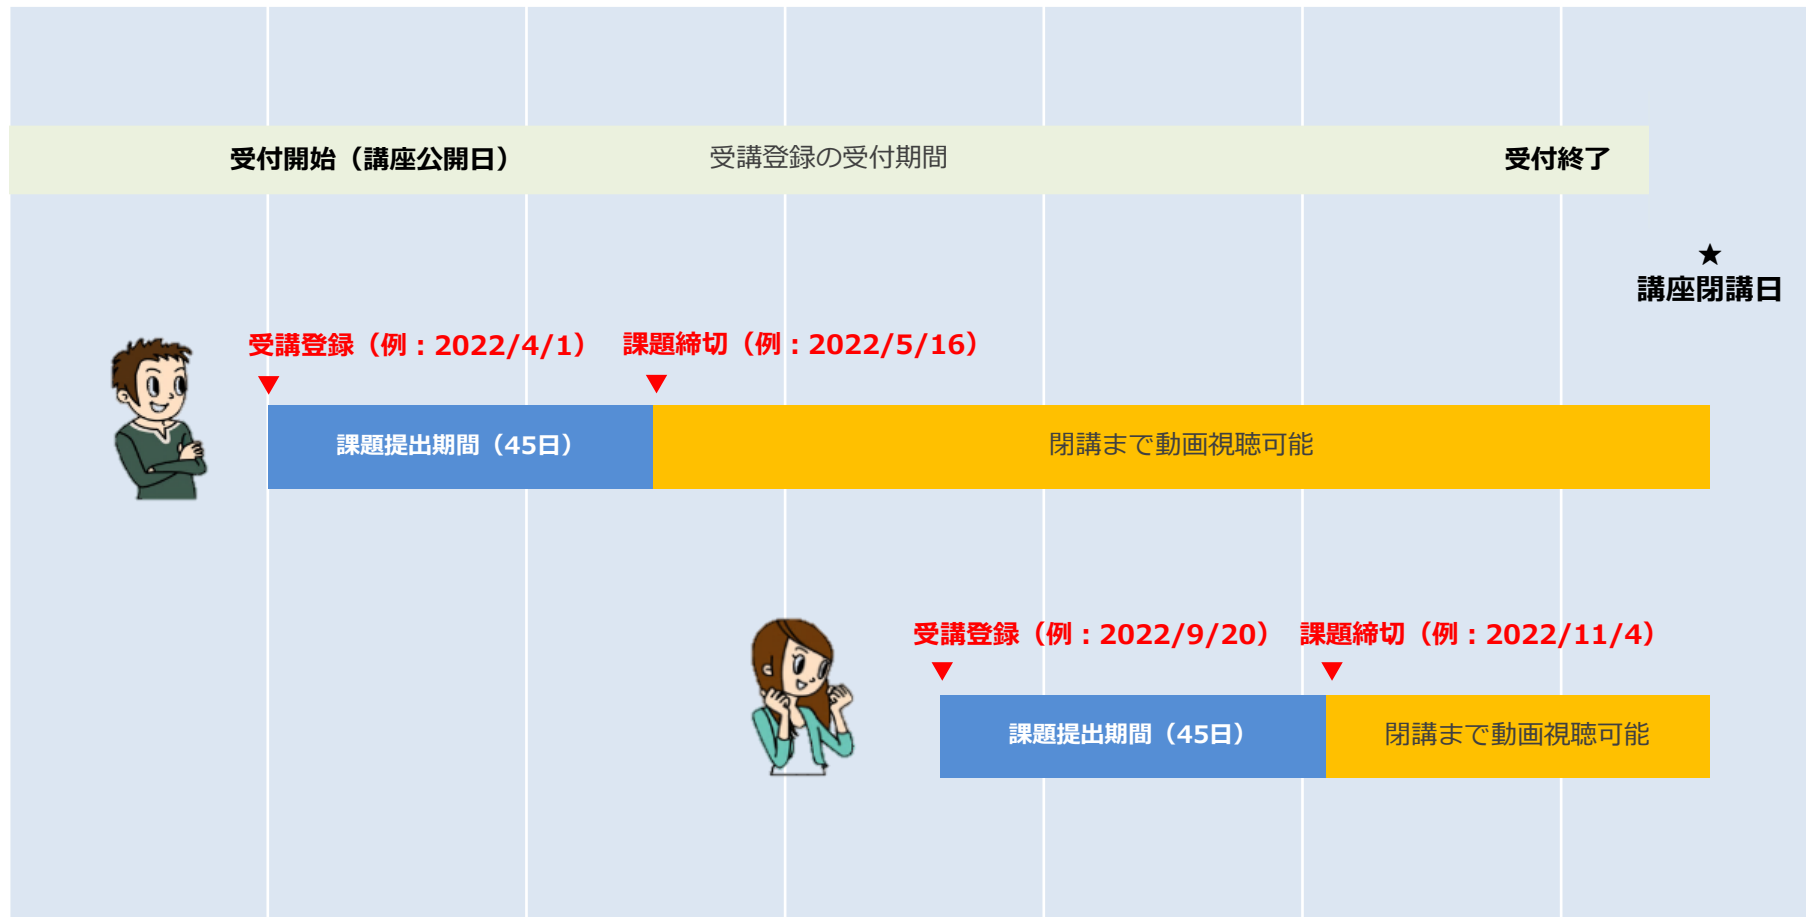 受付開始（講座公開日） 受講登録の受付期間 受付終了
★
講座閉講日
受講登録（例：2022/4/1） 課題締切（例：2022/5/16）
課題提出期間（45日） 閉講まで動画視聴可能
受講登録（例：2022/9/20） 課題締切（例：2022/11/4）
課題提出期間（45日） 閉講まで動画視聴可能